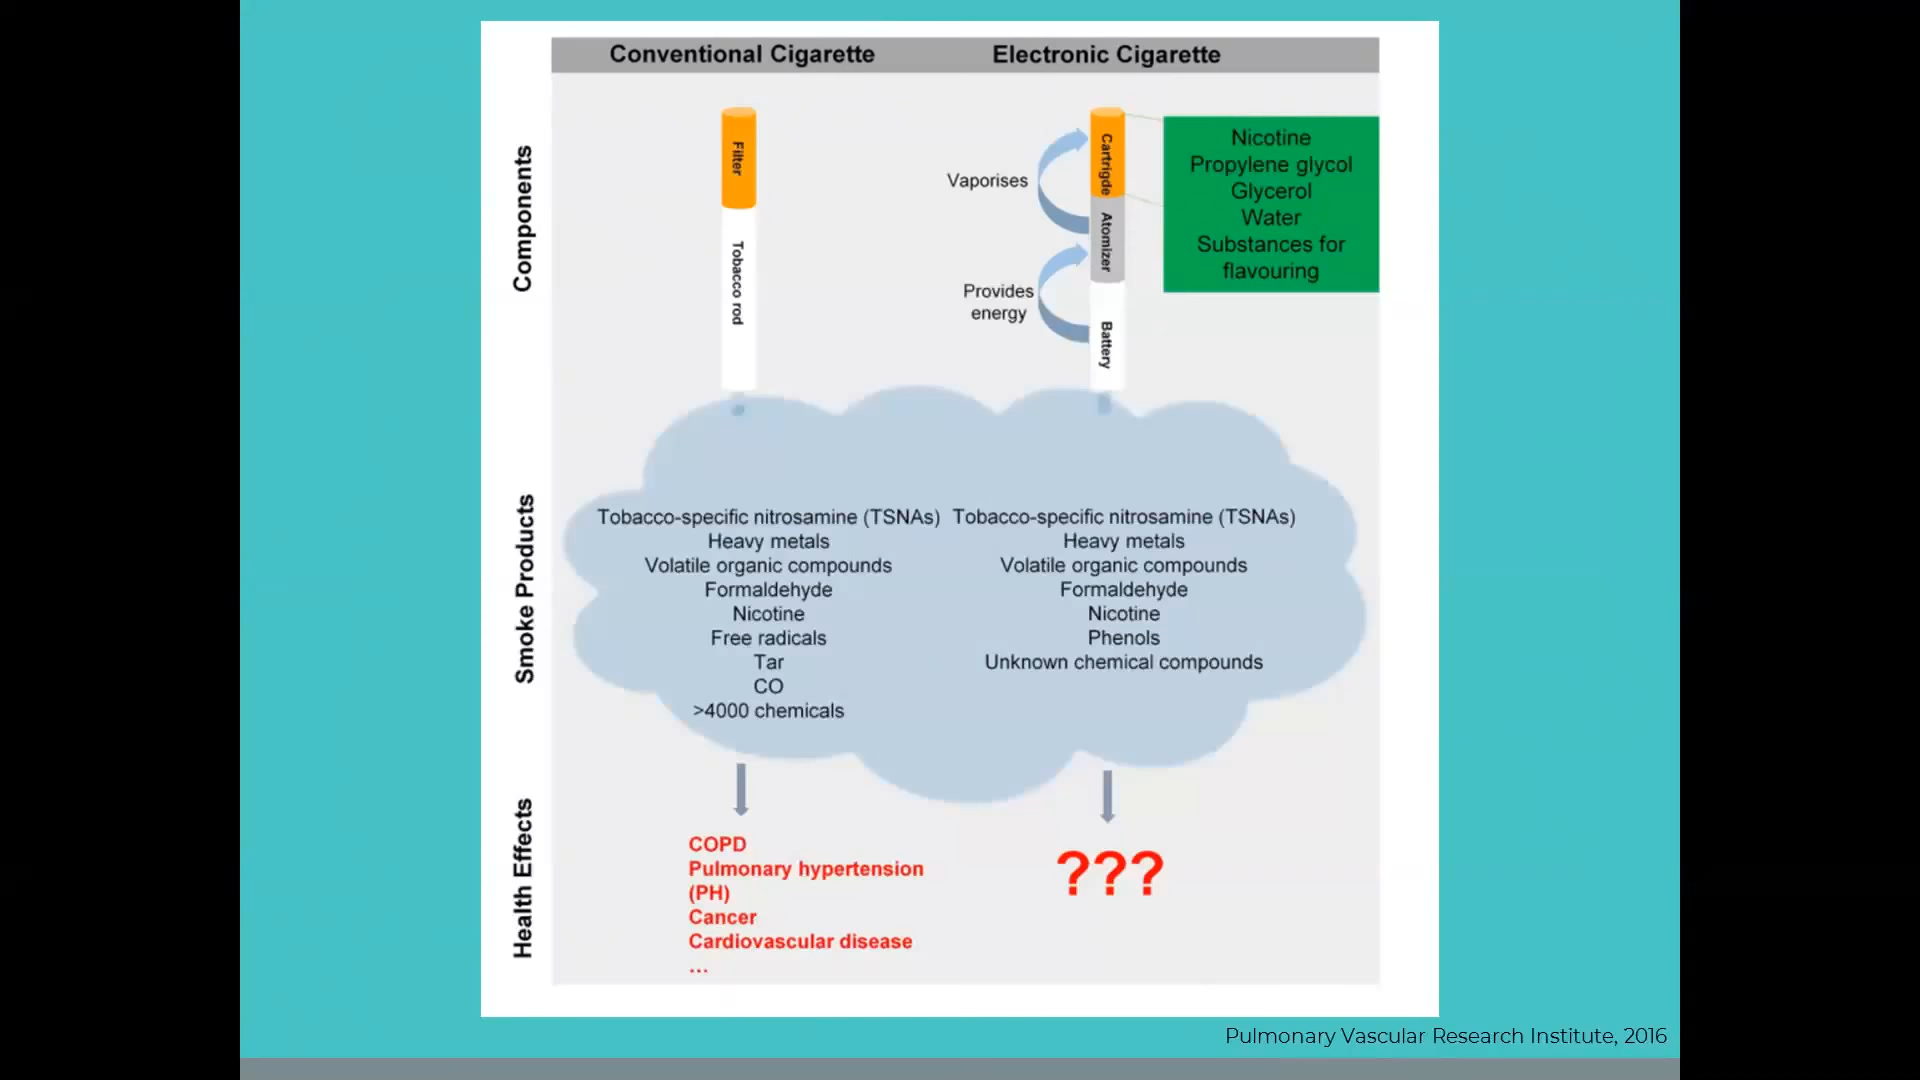 Conventional Cigarette
Electronic Cigarette
Components
Filter
Tobacco rod
Vaporises
Provides
energy
Cartrigde
Atomizer
Battery
Nicotine
Propylene glycol
Glycerol
Water
Substances for
flavouring
Smoke Products
Tobacco-specific nitrosamine (TSNAs)
Heavy metals
Volatile organic compounds
Formaldehyde
Nicotine
Free radicals
Tar
CO
>4000 chemicals
Tobacco-specific nitrosamine (TSNAs)
Heavy metals
Volatile organic compounds
Formaldehyde
Nicotine
Phenols
Unknown chemical compounds
Health Effects
COPD
Pulmonary hypertension
(PH)
Cancer
Cardiovascular disease
...
???
Pulmonary Vascular Research Institute, 2016